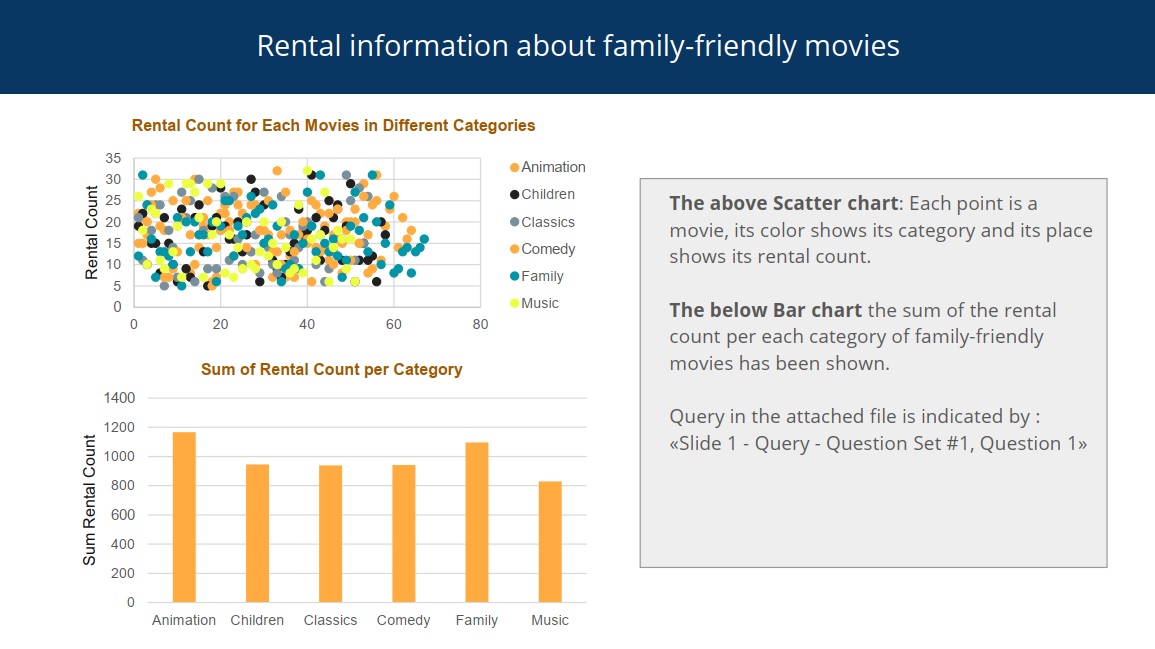 Rental information about family-friendly movies
Rental Count for Each Movies in Different Categories
Rental Count
35
30
25
20
15
10
5
0
0 20 40 60 80
Animation
Children
Classics
Comedy
Family
Music
Sum of Rental Count per Category
Sum Rental Count
1400
1200
1000
800
600
400
200
0
Animation Children Classics Comedy Family Music
The above Scatter chart: Each point is a
movie, its color shows its category and its place
shows its rental count.
The below Bar chart the sum of the rental
count per each category of family-friendly
movies has been shown.
Query in the attached file is indicated by :
«Slide 1 - Query - Question Set #1, Question 1»